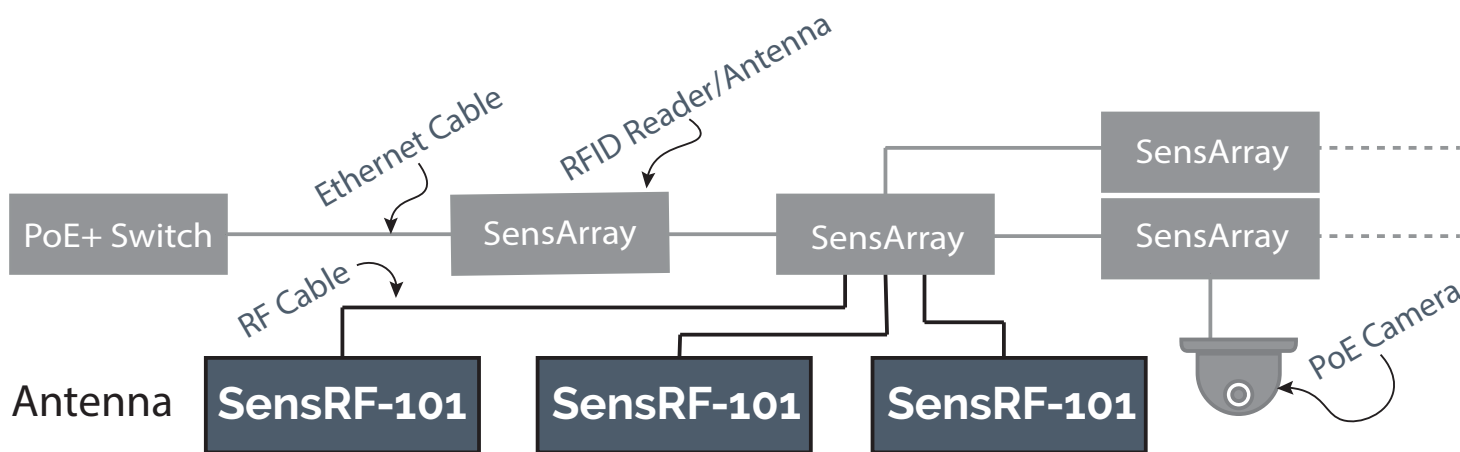 Ethernet Cable
RFID Reader/Antenna
SensArray
PoE+ Switch
SensArray
SensArray
SensArray
RF Cable
PoE Camera
Antenna
SensRF-101
SensRF-101
SensRF-101